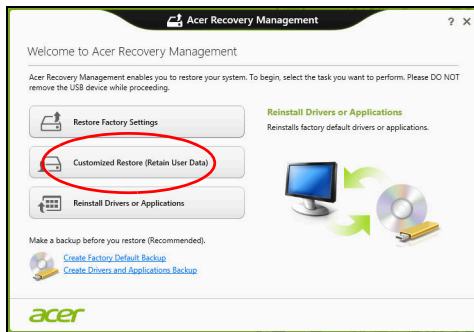 Acer Recovery Management
? X
Welcome to Acer Recovery Management
Acer Recovery Management enables you to restore your system. To begin, select the task you want to perform. Please DO NOT
remove the USB device while proceeding.
Restore Factory Settings
Customized Restore (Retain User Data)
Reinstall Drivers or Applications
Reinstall Drivers or Applications
Reinstalls factory default drivers or applications.
Make a backup before you restore (Recommended).
Create Factory Default Backup
Create Drivers and Applications Backup
acer